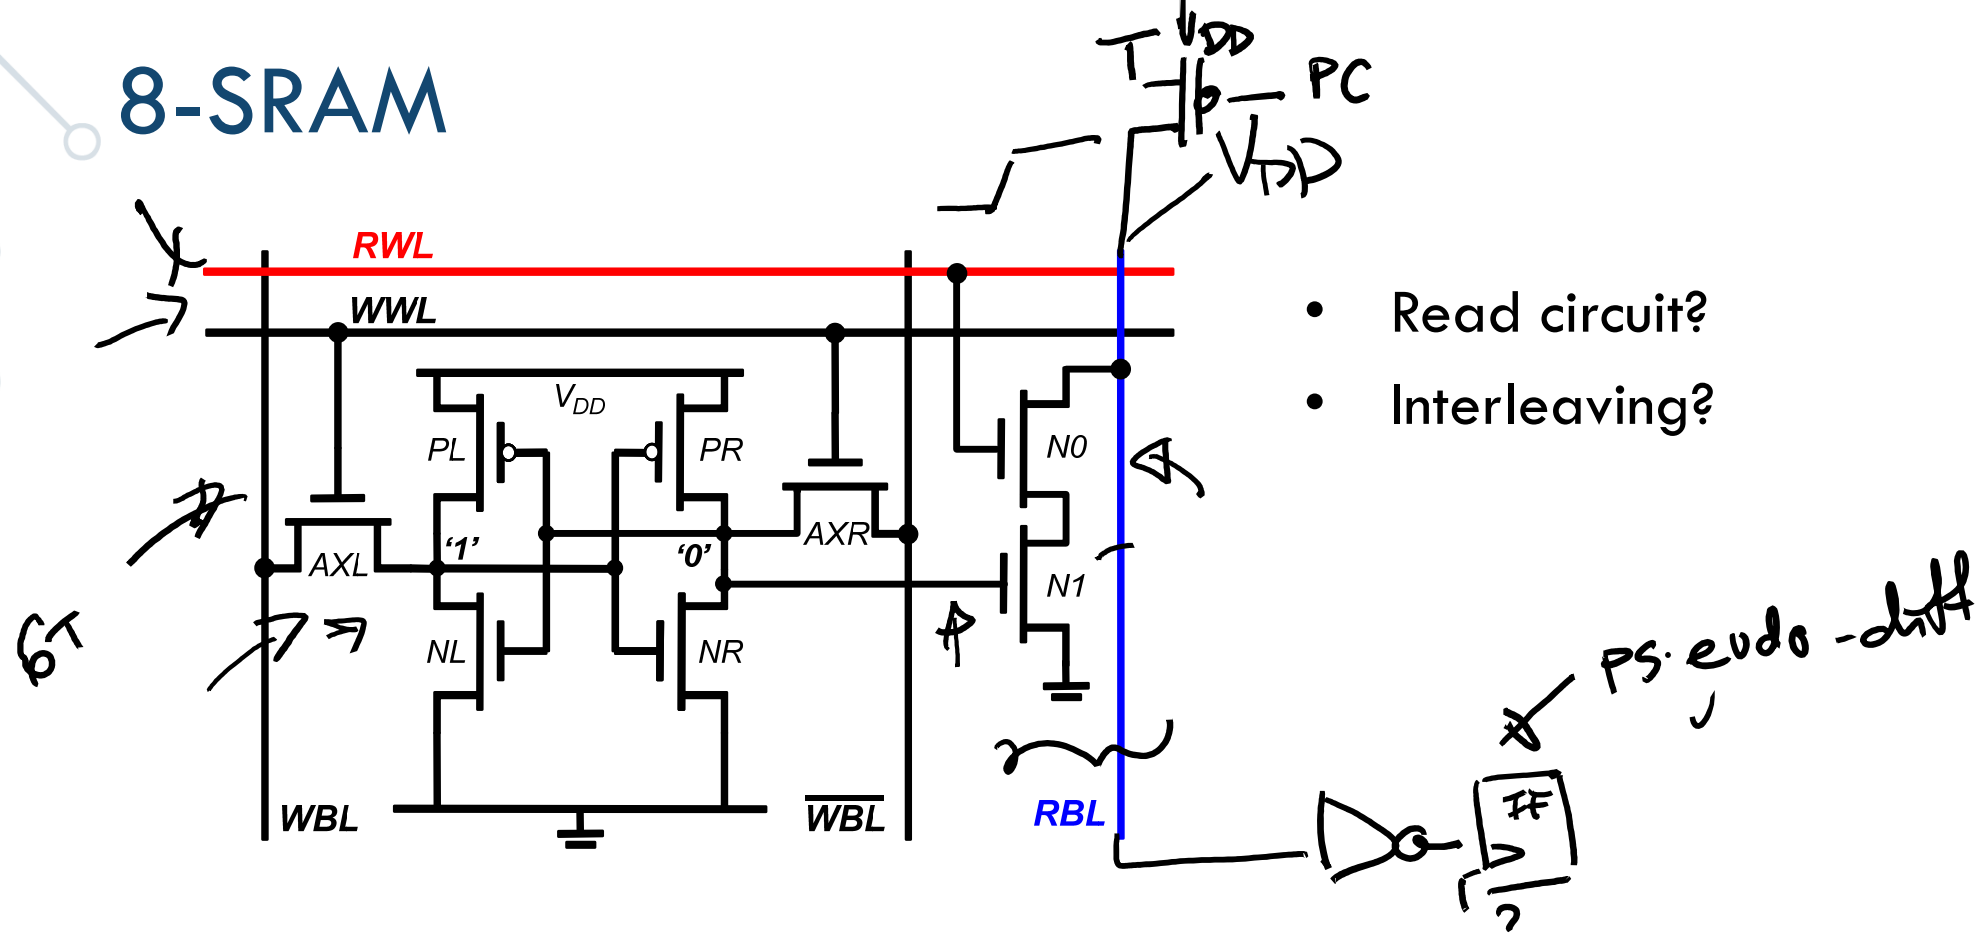 8-SRAM
VDD
PC
VDD
RWL
WWL
• Read circuit?
• Interleaving?
VDD
PL
PR
N0
AXL
'1'
'0'
AXR
N1
6T
NL
NR
ps.eudo-diff
WBL
WBL
RBL
FF
?